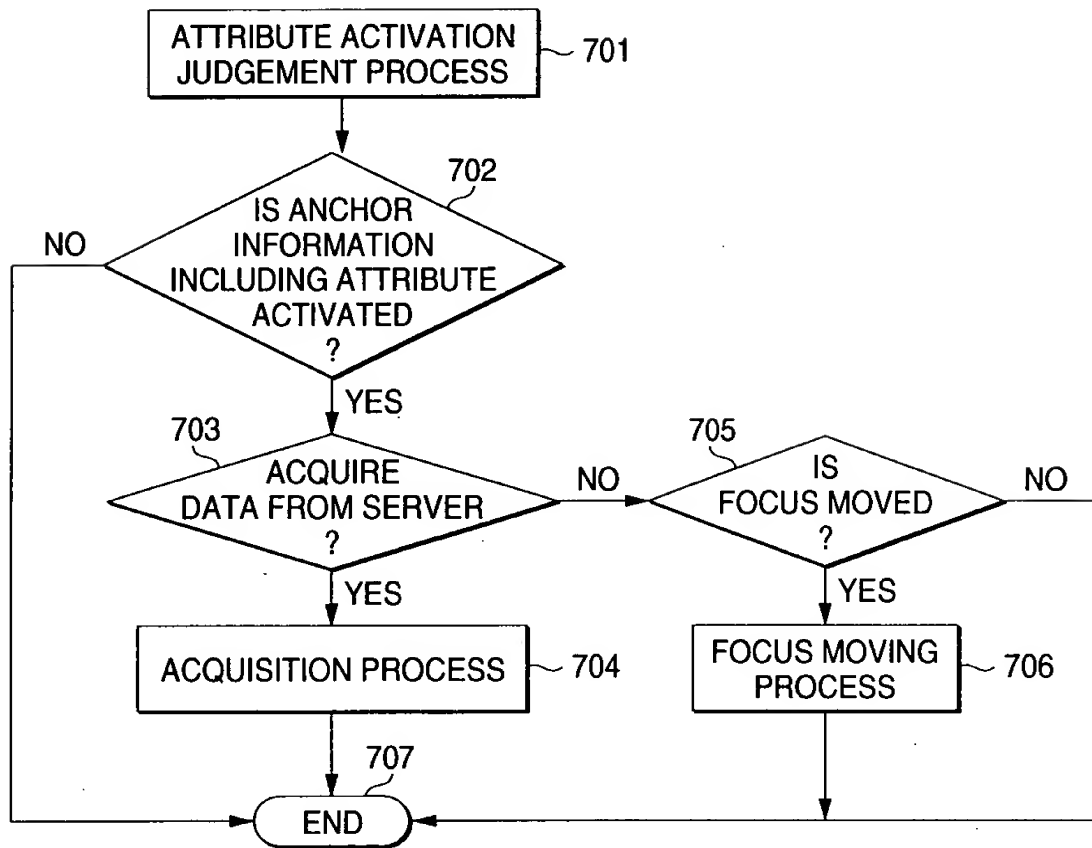 ATTRIBUTE ACTIVATION
JUDGEMENT PROCESS
701
702
IS ANCHOR
INFORMATION
INCLUDING ATTRIBUTE
ACTIVATED
?
NO
YES
703
ACQUIRE
DATA FROM SERVER
?
NO
705
IS
FOCUS MOVED
?
NO
YES
YES
ACQUISITION PROCESS
704
FOCUS MOVING
PROCESS
706
707
END